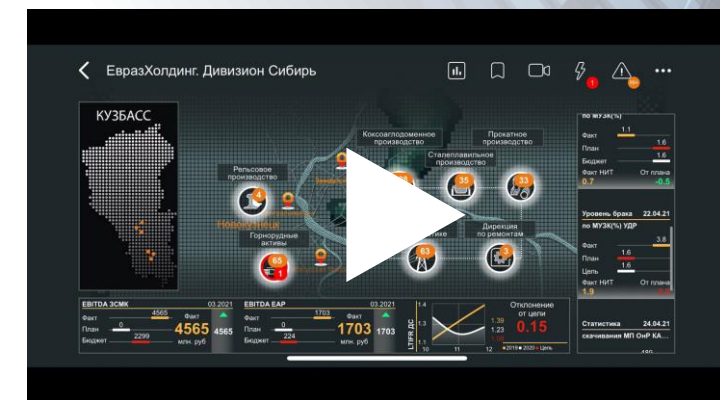 ЕвразХолдинг. Дивизион Сибирь
1
КУЗБАСС
Коксоаглодоменное
производство
Прокатное
производство
Сталеплавильное
Рельсовое
производство
4
35
33
Новокузнецк
Горнорудные
активы
65
1
63
Дирекция
по ремонтам
3
по МУЗК(%)
Факт 1.1
План 1.6
Бюджет 1.6
Факт НИТ От плана
0.7 -0.5
Уровень брака 22.04.21
по МУЗК(%) УДР
Факт 3.8
План 1.6
Цель 1.6
Факт НИТ От плана
1.9
Статистика 24.04.21
скачивания МП ОнР КА...
EBITDA ЗСМК 03.2021
Факт 4565 Факт
План 0 4565 4565
Бюджет 2299 млн. руб
EBITDA ЕАР 03.2021
Факт 1703 Факт
План 0 1703 1703
Бюджет 224 млн. руб
LTIFR ДС
1.4
1.3
1.1
10 11 12
1.39
1.23
Отклонение
от цели
0.15
2019 2020 Цель